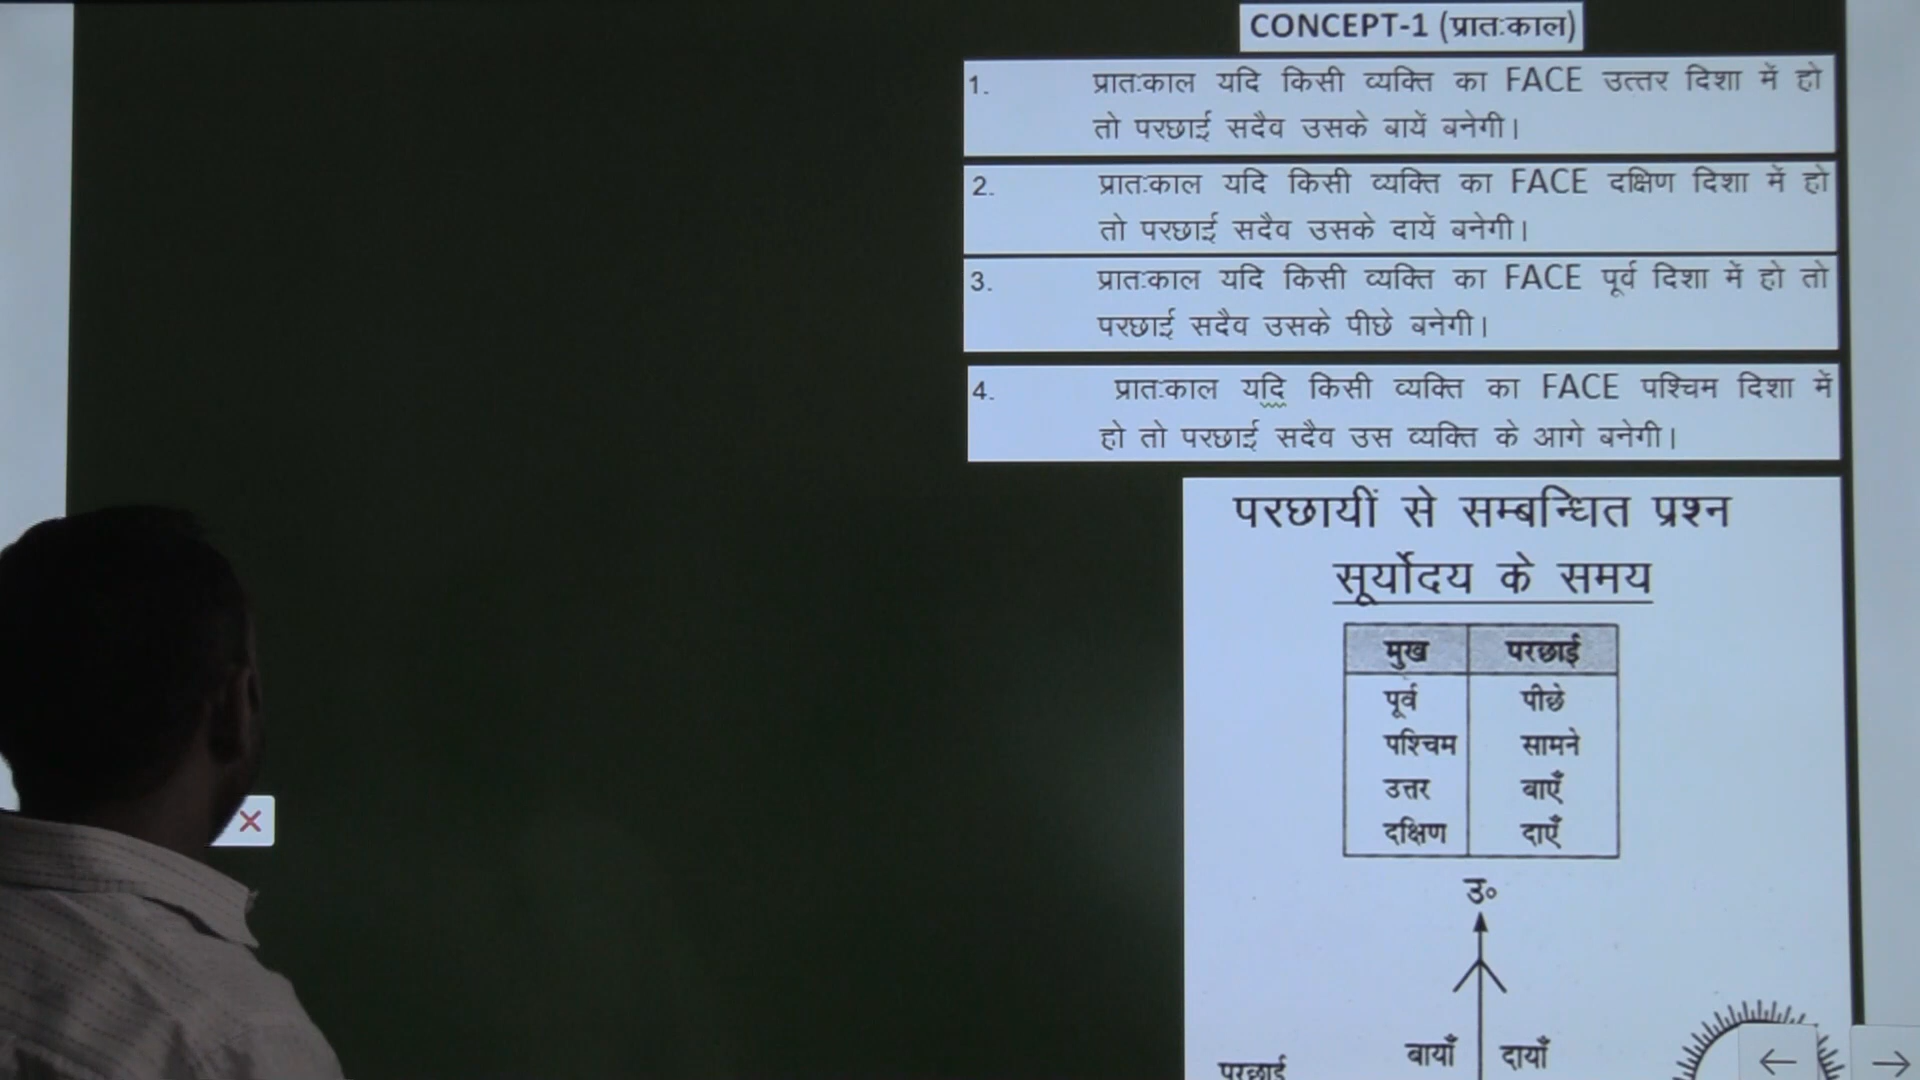 CONCEPT-1 (प्रातःकाल)
1. प्रातःकाल यदि किसी व्यक्ति का FACE उत्तर दिशा में हो
तो परछाई सदैव उसके बायें बनेगी।
2. प्रातःकाल यदि किसी व्यक्ति का FACE दक्षिण दिशा में हो
तो परछाई सदैव उसके दायें बनेगी।
3. प्रातःकाल यदि किसी व्यक्ति का FACE पूर्व दिशा में हो तो
परछाई सदैव उसके पीछे बनेगी।
4. प्रातःकाल यदि किसी व्यक्ति का FACE पश्चिम दिशा में
हो तो परछाई सदैव उस व्यक्ति के आगे बनेगी।
परछायीं से सम्बन्धित प्रश्न
सूर्योदय के समय
मुख परछाई
पूर्व पीछे
पश्चिम सामने
उत्तर बाएँ
दक्षिण दाएँ
उ०
बायाँ दायाँ
परछाई